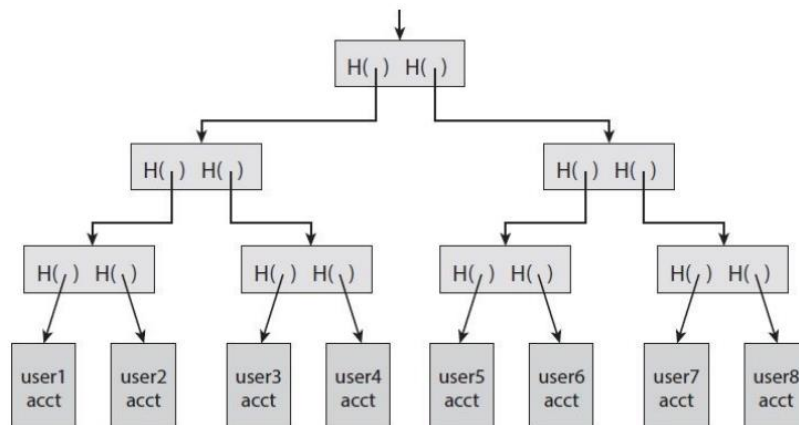 H( ) H( )
H( ) H( )
H( ) H( )
H( ) H( )
H( ) H( )
H( ) H( )
H( ) H( )
user1
acct
user2
acct
user3
acct
user4
acct
user5
acct
user6
acct
user7
acct
user8
acct